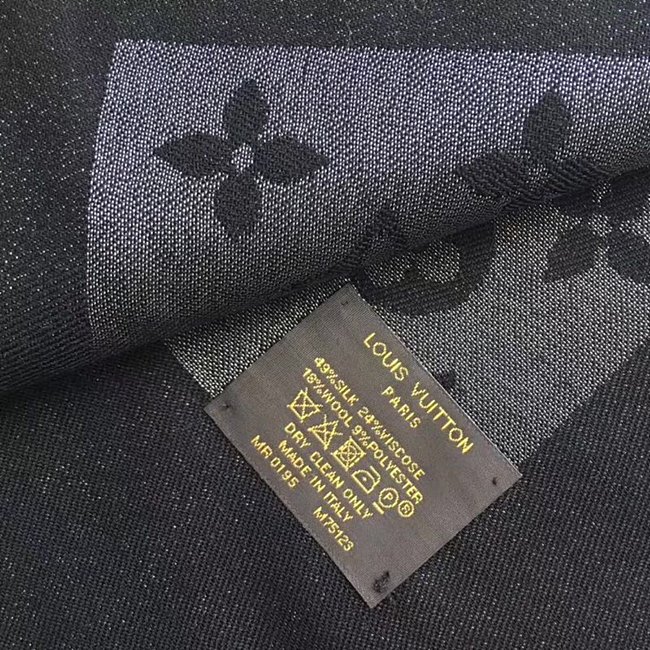 LOUIS VUITTON
PARIS
49%SILK 24%VISCOSE
18%WOOL 9%POLYESTER
P®
DRY CLEAN ONLY
MADE IN ITALY
MR0195 M75123